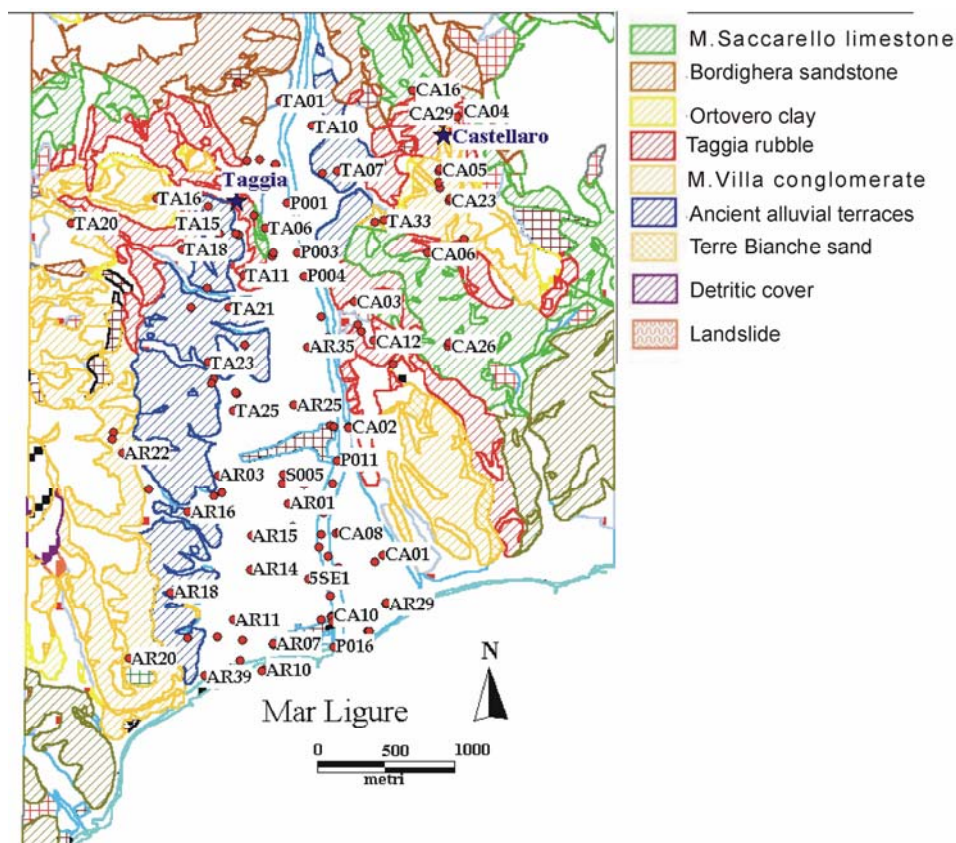 M.Saccarello limestone
Bordighera sandstone
Ortovero clay
Taggia rubble
M.Villa conglomerate
Ancient alluvial terraces
Terre Bianche sand
Detritic cover
Landslide
CA16
TA01
CA29 CA04
TA10
Castellaro
TA07
CA05
Taggia
TA16
P001
CA23
TA20
TA15
TA33
TA06
TA18
P003
CA06
TA11
P004
CA03
TA21
CA12
AR35
CA26
TA23
TA25
AR25
CA02
AR22
P011
AR03
S005
AR16
AR01
AR15
CA08
CA01
AR14
5SE1
AR18
AR29
AR11
CA10
AR07
P016
AR20
AR10
AR39
N
Mar Ligure
0 500 1000
metri